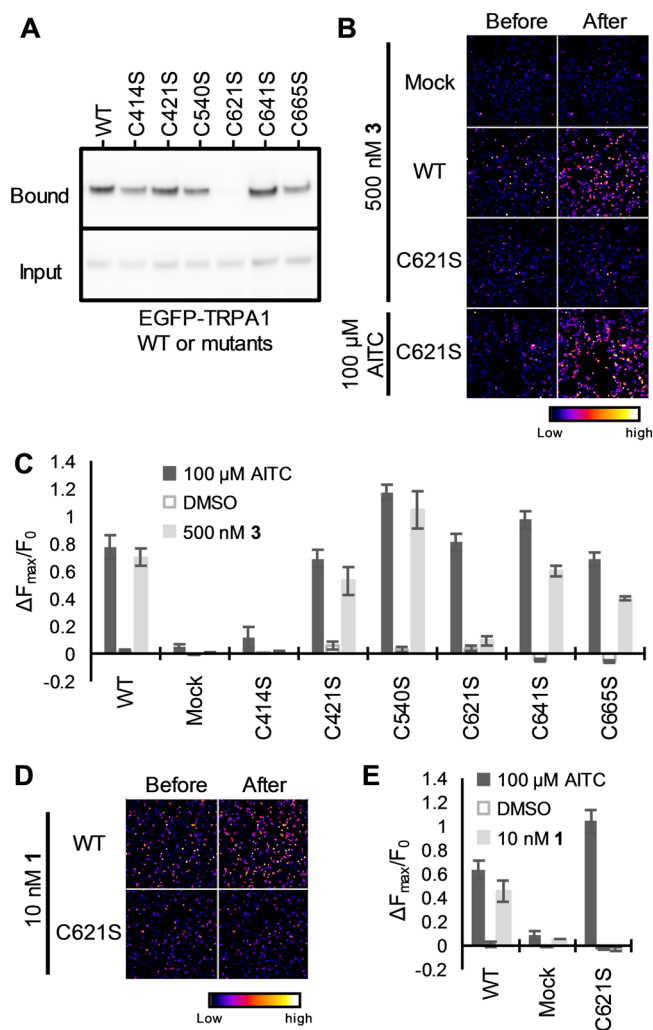 A
WT
C414S
C421S
C540S
C621S
C641S
C665S
Bound
Input
EGFP-TRPA1
WT or mutants
B
Before After
500 nM 3
Mock
WT
C621S
100 µM
AITC
C621S
Low high
C
ΔFmax/F0
1.4
1.2
1
0.8
0.6
0.4
0.2
0
-0.2
100 µM AITC
DMSO
500 nM 3
WT
Mock
C414S
C421S
C540S
C621S
C641S
C665S
D
Before After
10 nM 1
WT
C621S
Low high
E
ΔFmax/F0
1.4
1.2
1
0.8
0.6
0.4
0.2
0
-0.2
100 µM AITC
DMSO
10 nM 1
WT
Mock
C621S